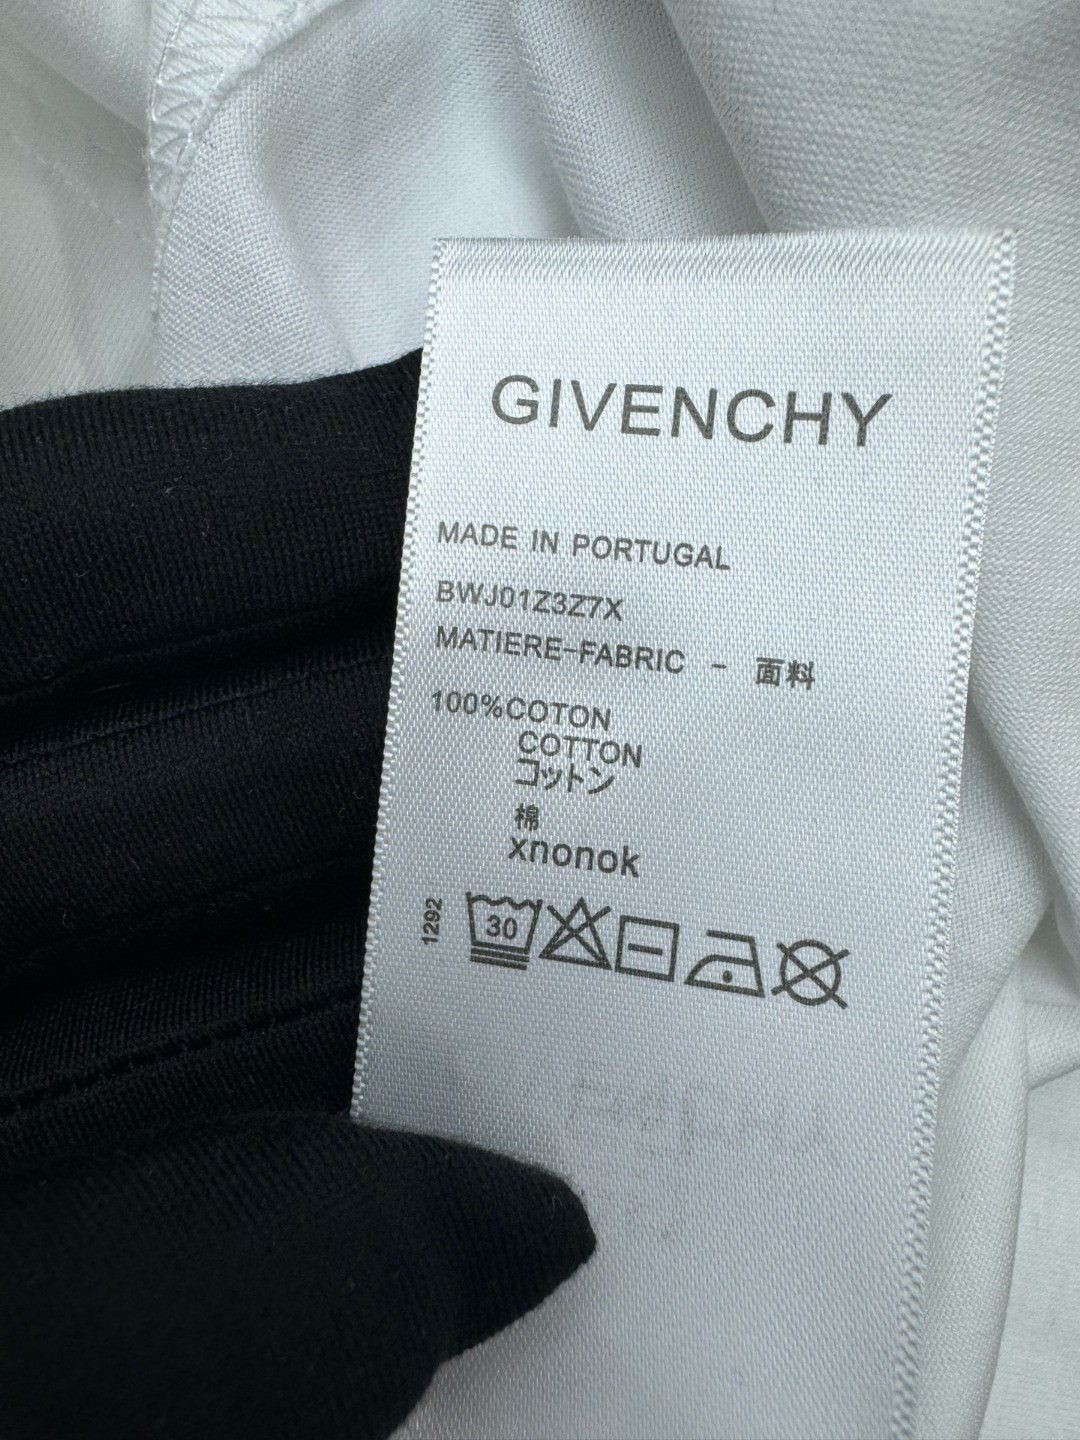 GIVENCHY
MADE IN PORTUGAL
BWJ01Z3Z7X
MATIERE-FABRIC - 面料
100%COTON
COTTON
コットン
棉
xnonok
1292
30